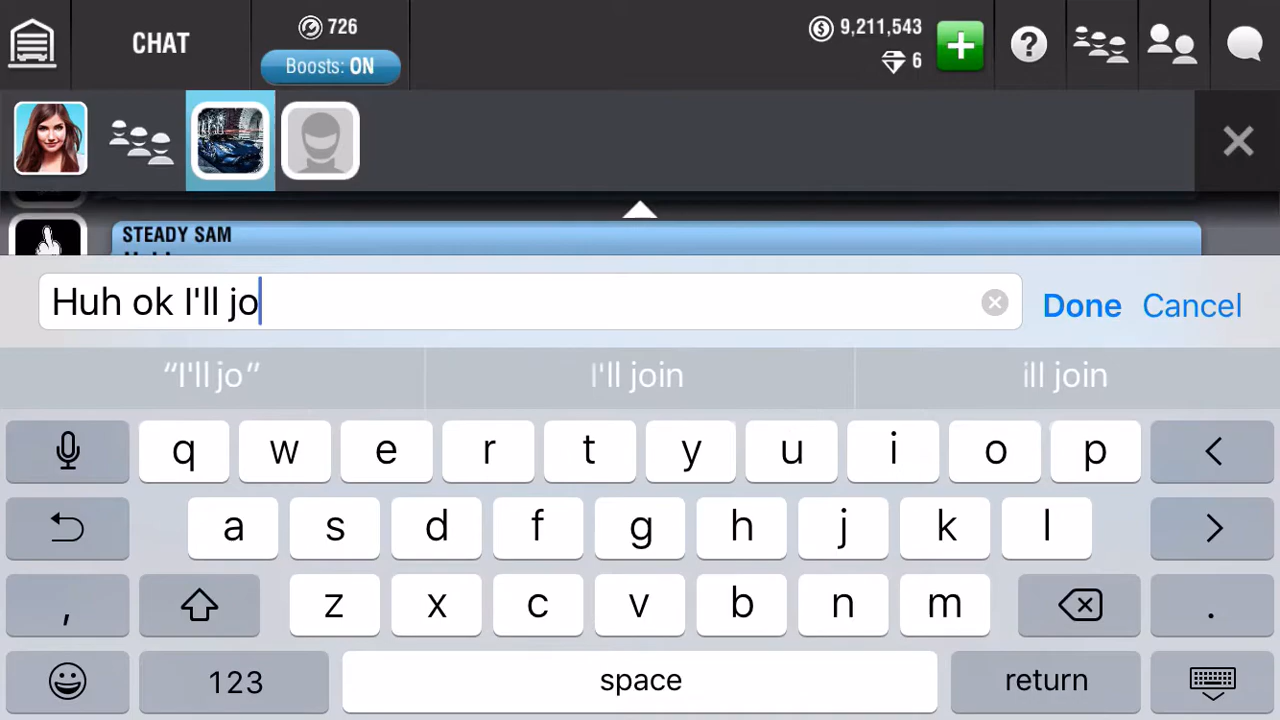 CHAT
726
Boosts: ON
9,211,543
6
?
STEADY SAM
Huh ok I'll jo
Done
Cancel
“I'll jo”
I'll join
ill join
q w e r t y u i o p <
a s d f g h j k l >
, z x c v b n m .
123 space return